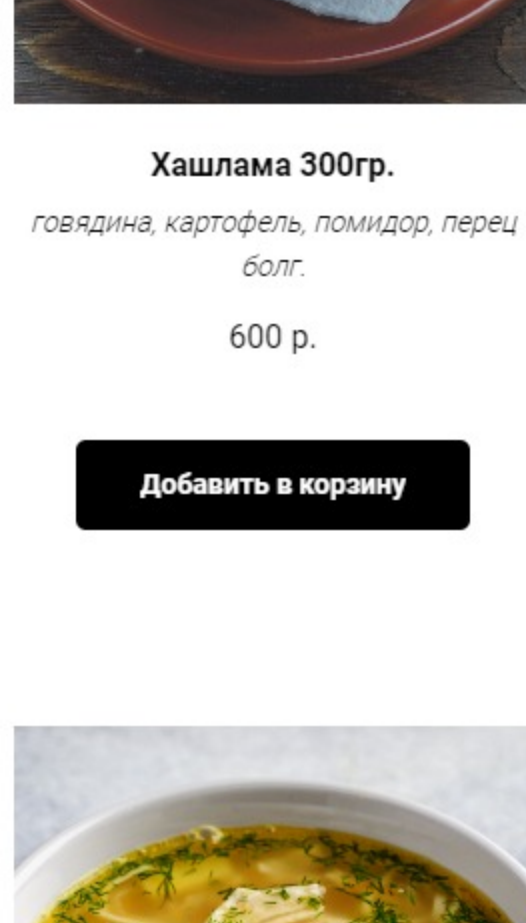 Хашлама 300гр.
говядина, картофель, помидор, перец
болг.
600 р.
Добавить в корзину